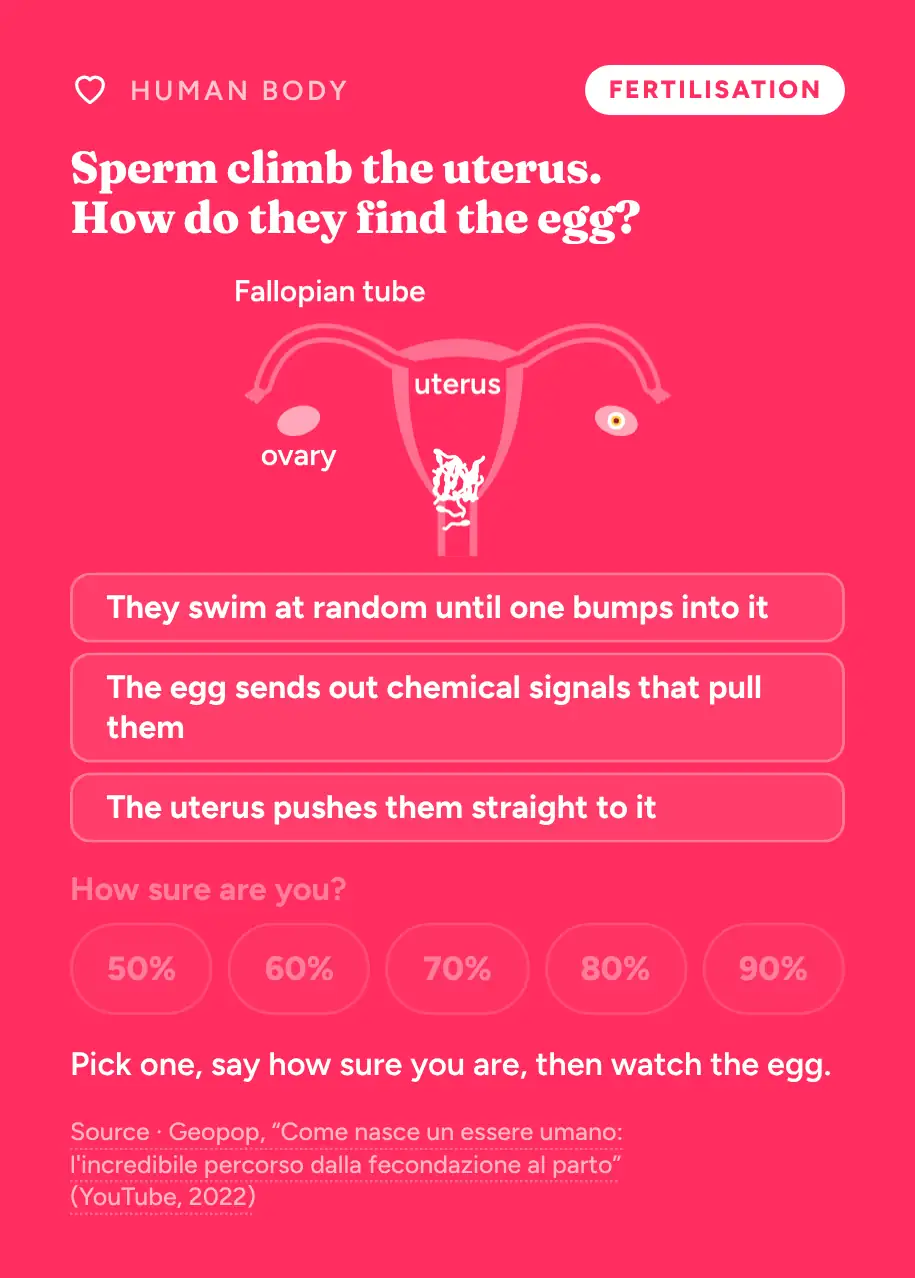 HUMAN BODY
FERTILISATION
Sperm climb the uterus.
How do they find the egg?
Fallopian tube
uterus
ovary
They swim at random until one bumps into it
The egg sends out chemical signals that pull
them
The uterus pushes them straight to it
How sure are you?
50% 60% 70% 80% 90%
Pick one, say how sure you are, then watch the egg.
Source · Geopop, “Come nasce un essere umano:
l'incredibile percorso dalla fecondazione al parto”
(YouTube, 2022)